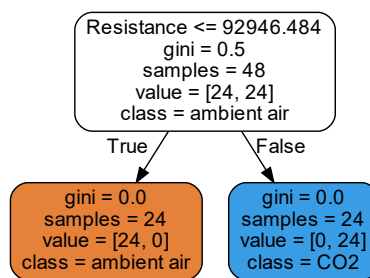 Resistance <= 92946.484
gini = 0.5
samples = 48
value = [24, 24]
class = ambient air
True
False
gini = 0.0
samples = 24
value = [24, 0]
class = ambient air
gini = 0.0
samples = 24
value = [0, 24]
class = CO2